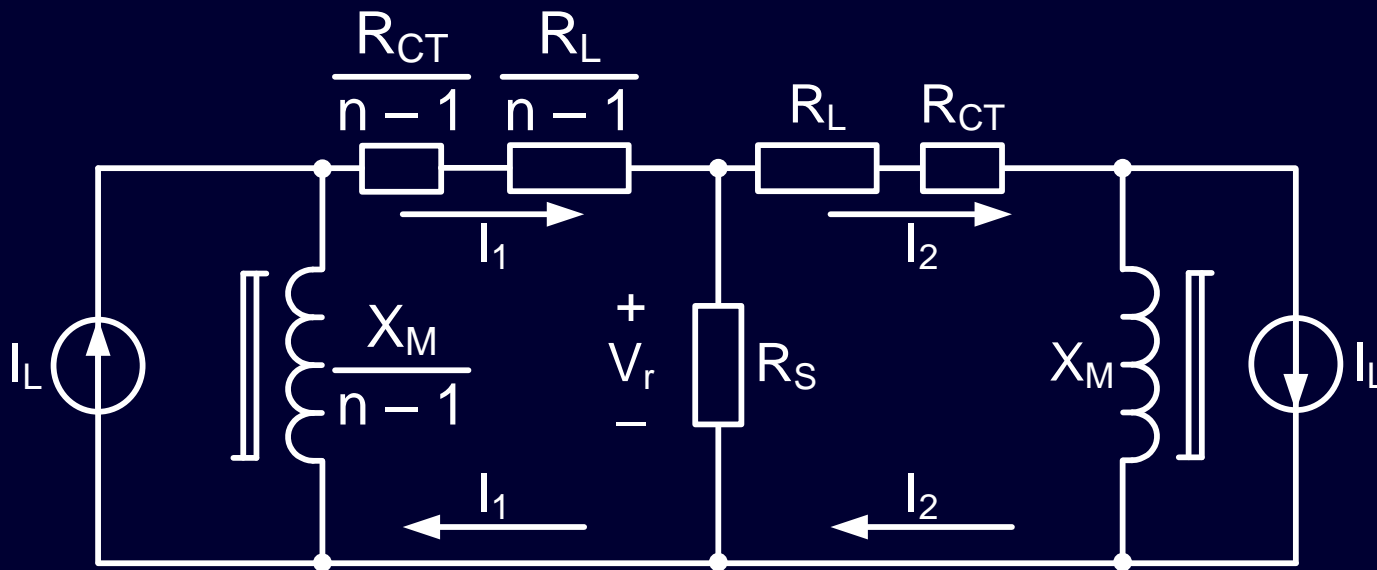 R_CT R_L
n – 1 n – 1 R_L R_CT
I_1 I_2
I_L X_M + X_M I_L
n – 1 V_r R_S
–
I_1 I_2